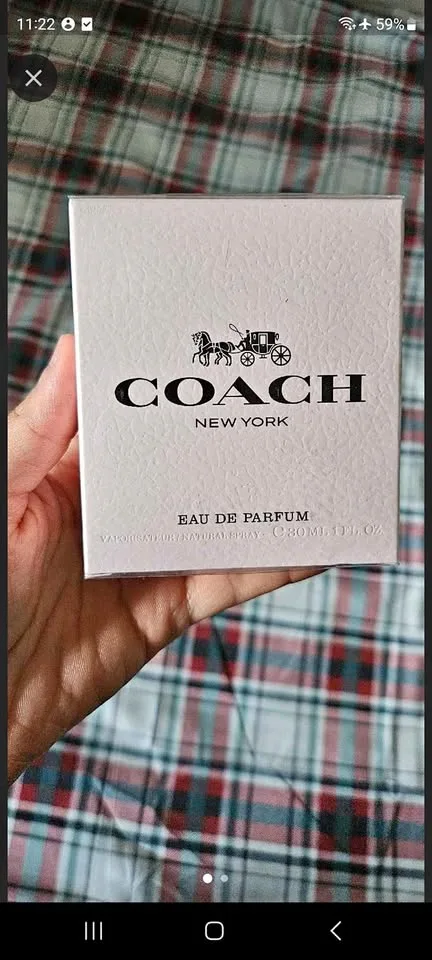 11:22
59%
COACH
NEW YORK
EAU DE PARFUM
VAPORISATEUR / NATURAL SPRAY · ℮ 30 ML 1 FL. OZ